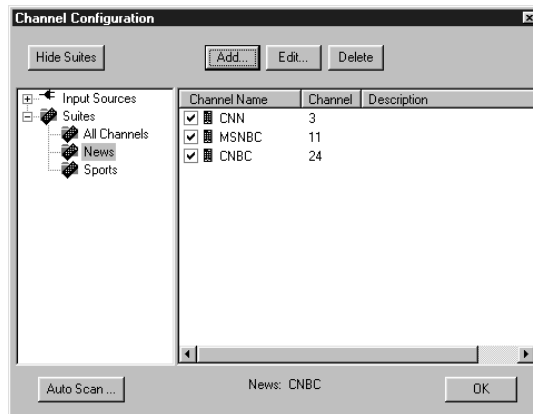 Channel Configuration
Hide Suites
Add...
Edit...
Delete
Input Sources
Suites
All Channels
News
Sports
Channel Name Channel Description
CNN 3
MSNBC 11
CNBC 24
Auto Scan ...
News: CNBC
OK